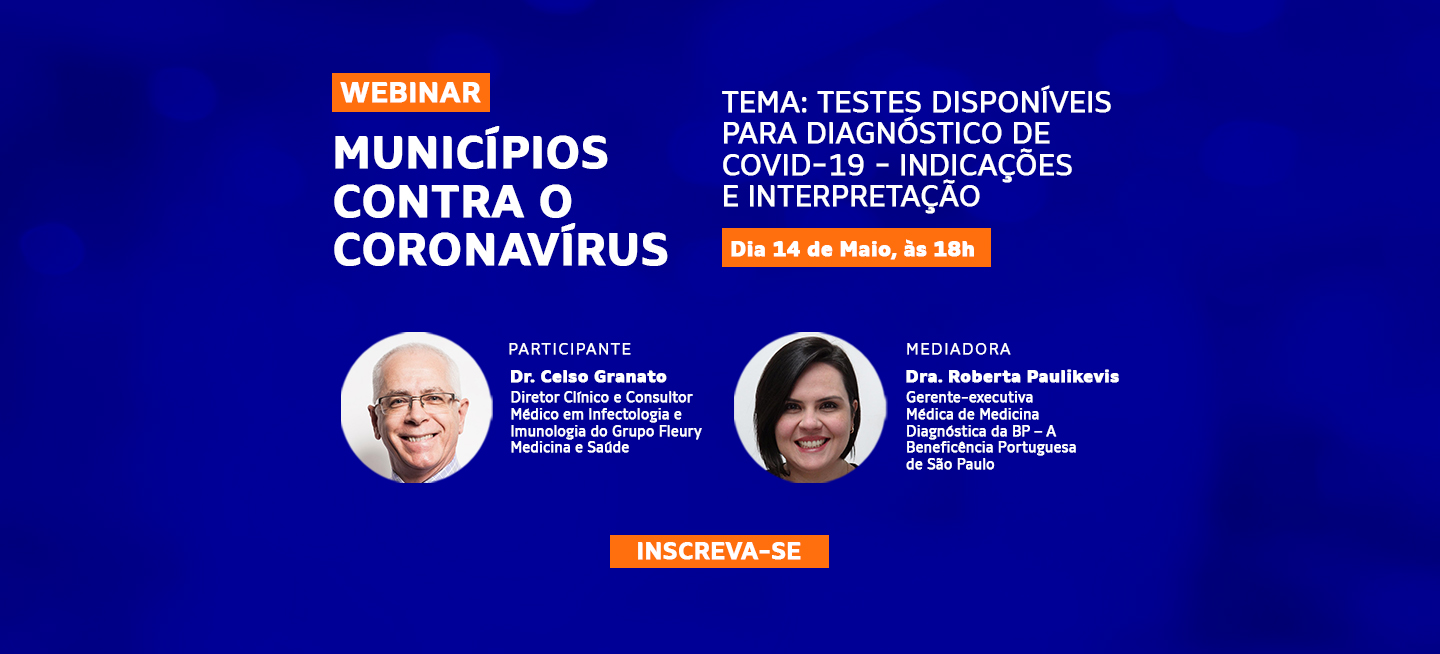 WEBINAR
MUNICÍPIOS
CONTRA O
CORONAVÍRUS
TEMA: TESTES DISPONÍVEIS
PARA DIAGNÓSTICO DE
COVID-19 - INDICAÇÕES
E INTERPRETAÇÃO
Dia 14 de Maio, às 18h
PARTICIPANTE
Dr. Celso Granato
Diretor Clínico e Consultor
Médico em Infectologia e
Imunologia do Grupo Fleury
Medicina e Saúde
MEDIADORA
Dra. Roberta Paulikevis
Gerente-executiva
Médica de Medicina
Diagnóstica da BP – A
Beneficência Portuguesa
de São Paulo
INSCREVA-SE